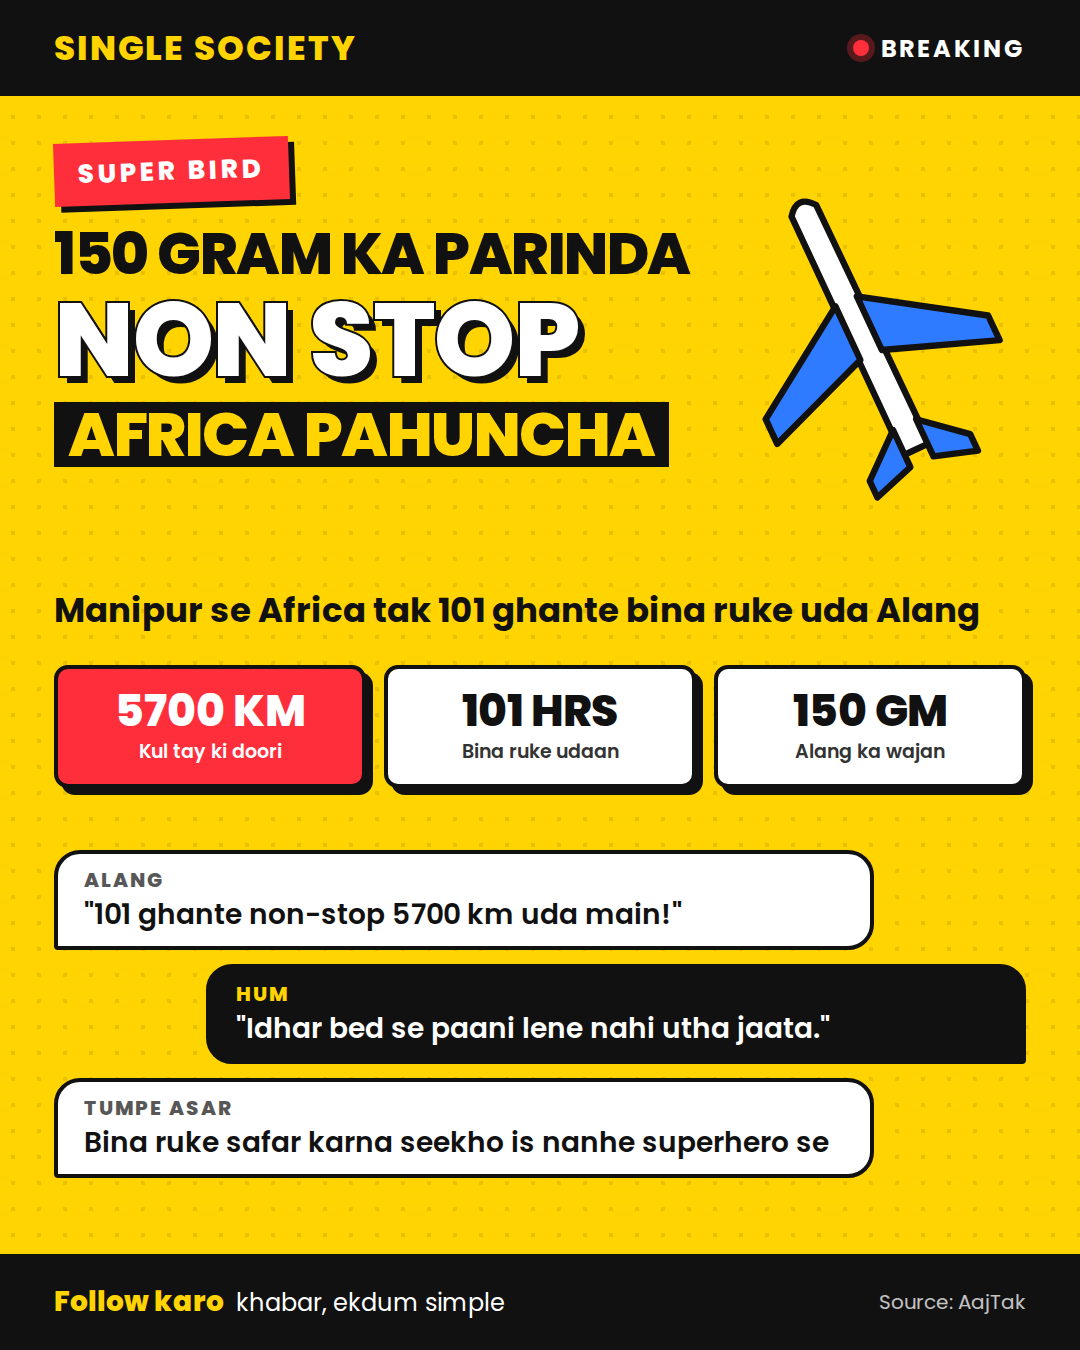 SINGLE SOCIETY
BREAKING
SUPER BIRD
150 GRAM KA PARINDA
NON STOP
AFRICA PAHUNCHA
Manipur se Africa tak 101 ghante bina ruke uda Alang
5700 KM
Kul tay ki doori
101 HRS
Bina ruke udaan
150 GM
Alang ka wajan
ALANG
"101 ghante non-stop 5700 km uda main!"
HUM
"Idhar bed se paani lene nahi utha jaata."
TUMPE ASAR
Bina ruke safar karna seekho is nanhe superhero se
Follow karo khabar, ekdum simple
Source: AajTak